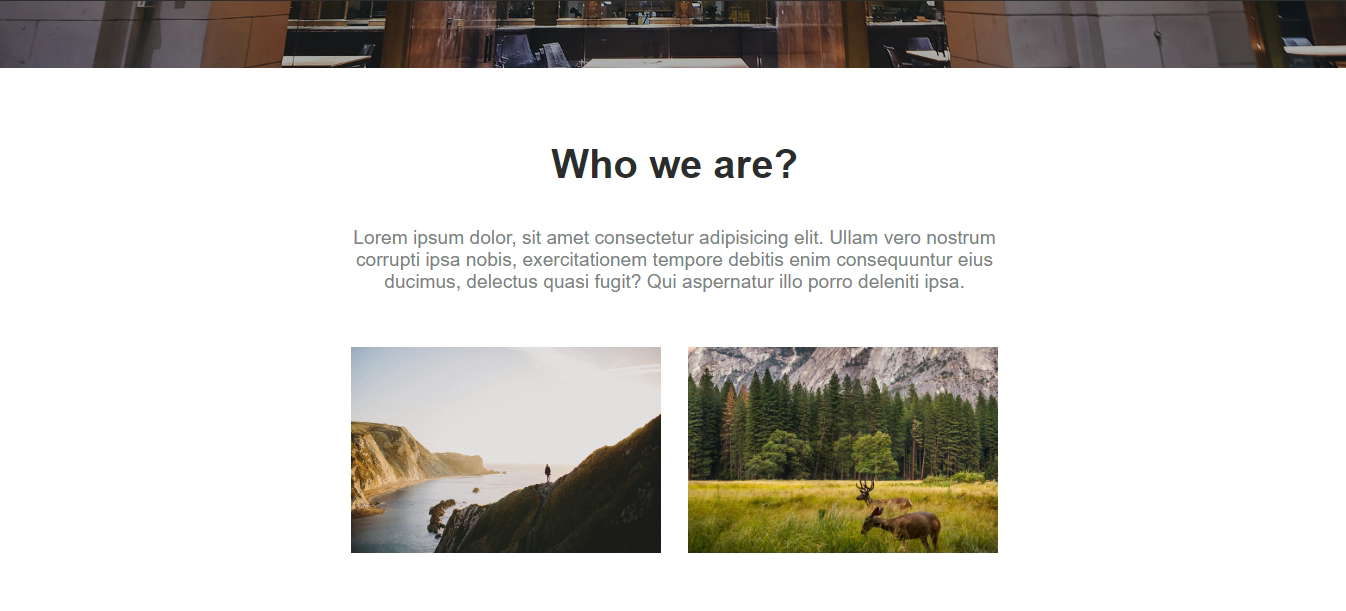 Who we are?
Lorem ipsum dolor, sit amet consectetur adipisicing elit. Ullam vero nostrum
corrupti ipsa nobis, exercitationem tempore debitis enim consequuntur eius
ducimus, delectus quasi fugit? Qui aspernatur illo porro deleniti ipsa.